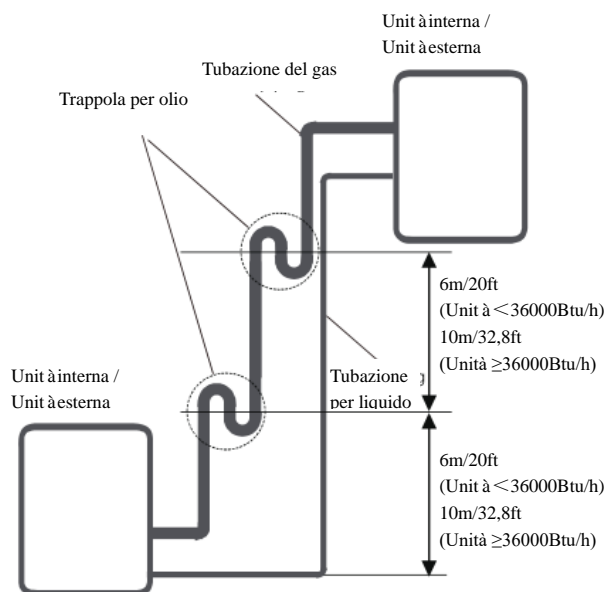 Unità interna /
Unità esterna
Tubazione del gas
Trappola per olio
6m/20ft
(Unità <36000Btu/h)
10m/32,8ft
(Unità ≥36000Btu/h)
Unità interna /
Unità esterna
Tubazione
per liquido
6m/20ft
(Unità <36000Btu/h)
10m/32,8ft
(Unità ≥36000Btu/h)